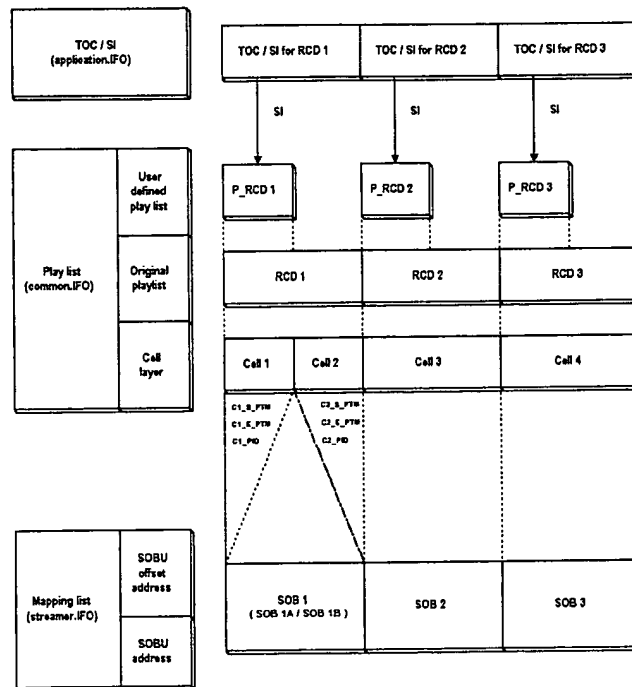 TOC / SI
(application.IFO)
TOC / SI for RCD 1
TOC / SI for RCD 2
TOC / SI for RCD 3
SI
SI
SI
P_RCD 1
P_RCD 2
P_RCD 3
Play list
(common.IFO)
User
defined
play list
Original
playlist
Cell
layer
RCD 1
RCD 2
RCD 3
Cell 1
Cell 2
Cell 3
Cell 4
C1_S_PTM
C1_E_PTM
C1_PID
C2_S_PTM
C2_E_PTM
C2_PID
Mapping list
(streamer.IFO)
SOBU
offset
address
SOBU
address
SOB 1
( SOB 1A / SOB 1B )
SOB 2
SOB 3